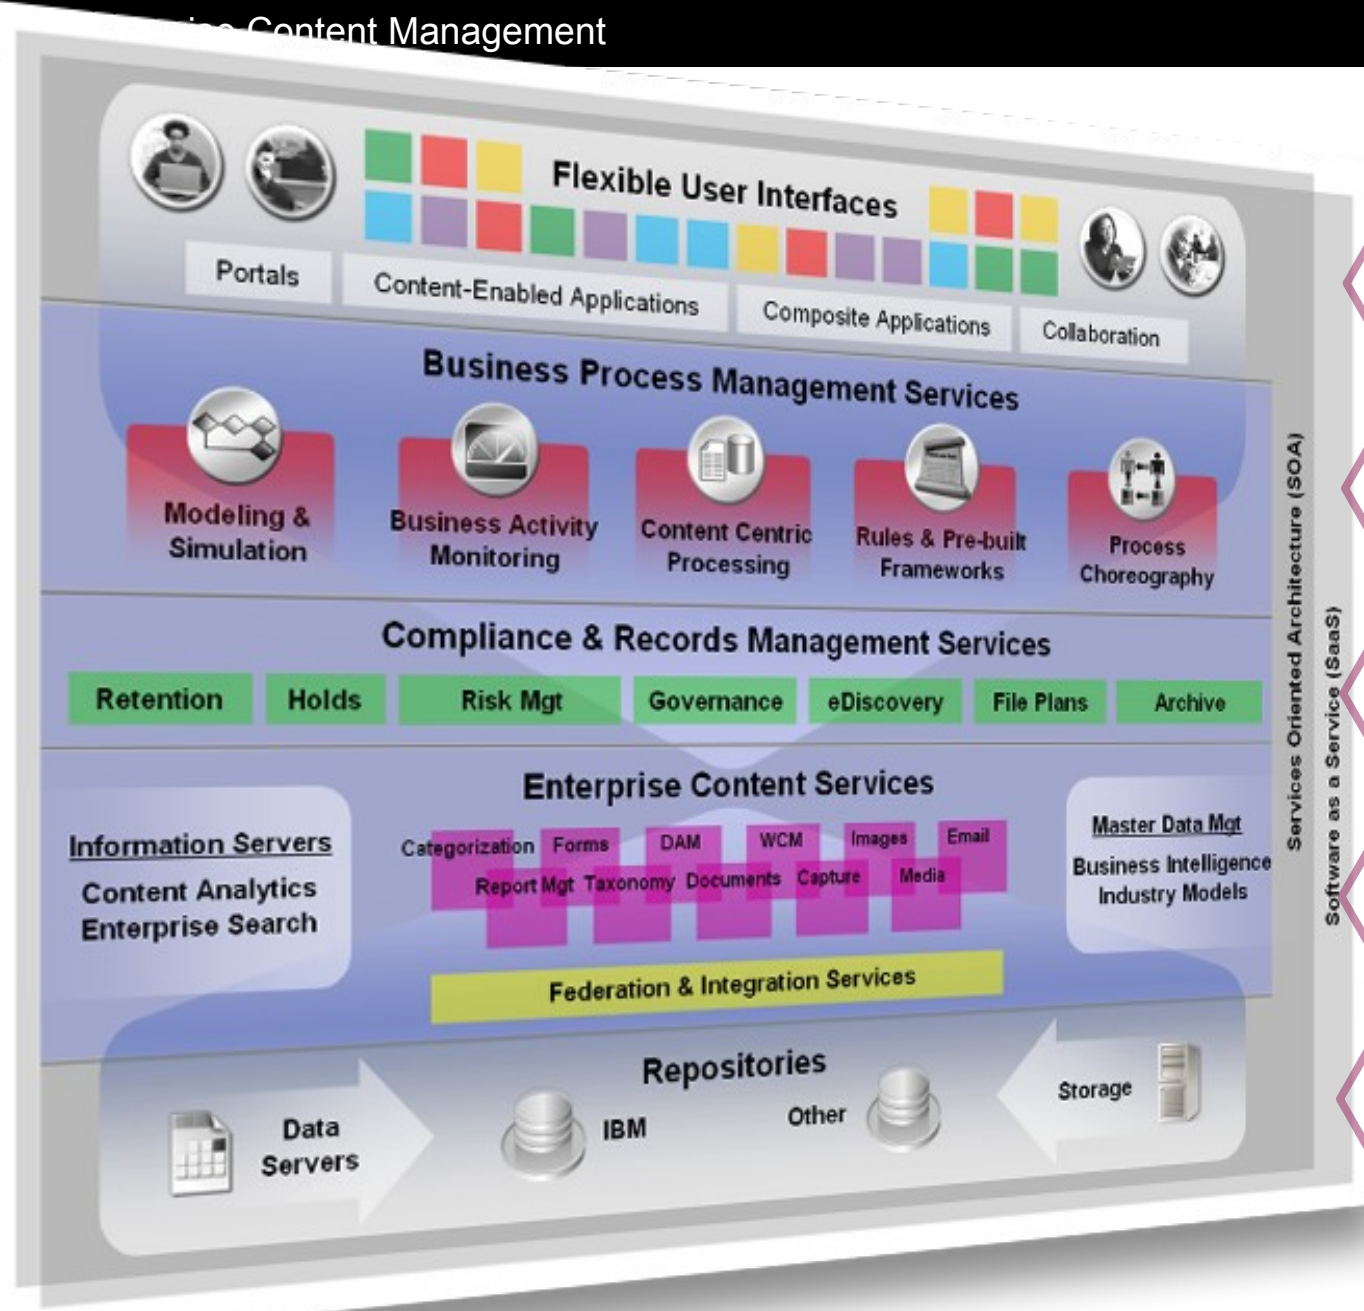 Content Management
Flexible User Interfaces
Portals
Content-Enabled Applications
Composite Applications
Collaboration
Business Process Management Services
Modeling &
Simulation
Business Activity
Monitoring
Content Centric
Processing
Rules & Pre-built
Frameworks
Process
Choreography
Compliance & Records Management Services
Retention
Holds
Risk Mgt
Governance
eDiscovery
File Plans
Archive
Enterprise Content Services
Information Servers
Content Analytics
Enterprise Search
Categorization
Forms
DAM
WCM
Images
Email
Report Mgt
Taxonomy
Documents
Capture
Media
Master Data Mgt
Business Intelligence
Industry Models
Federation & Integration Services
Repositories
Data
Servers
IBM
Other
Storage
Services Oriented Architecture (SOA)
Software as a Service (SaaS)